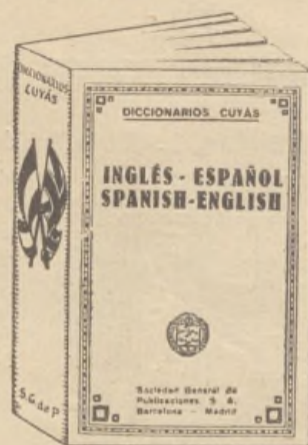 DICCIONARIOS
CUYÁS
S. G. de P.
DICCIONARIOS CUYÁS
INGLÉS - ESPAÑOL
SPANISH-ENGLISH
Sociedad General de
Publicaciones S. A.
Barcelona - Madrid